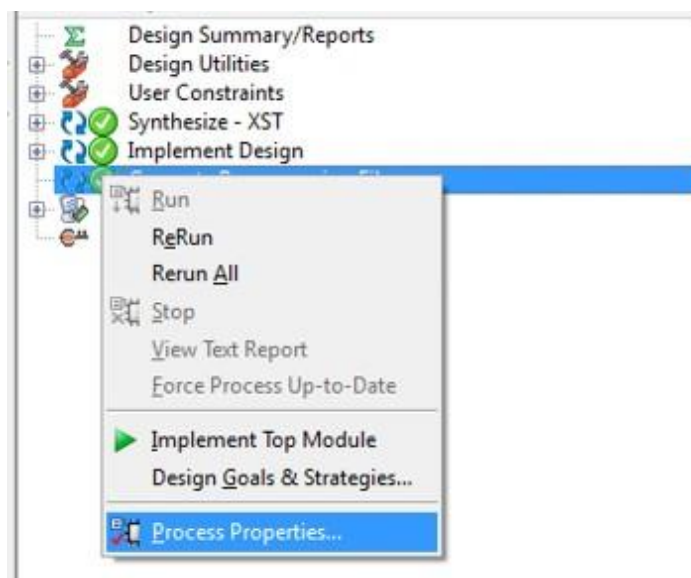 Design Summary/Reports
Design Utilities
User Constraints
Synthesize - XST
Implement Design
Run
ReRun
Rerun All
Stop
View Text Report
Force Process Up-to-Date
Implement Top Module
Design Goals & Strategies...
Process Properties...